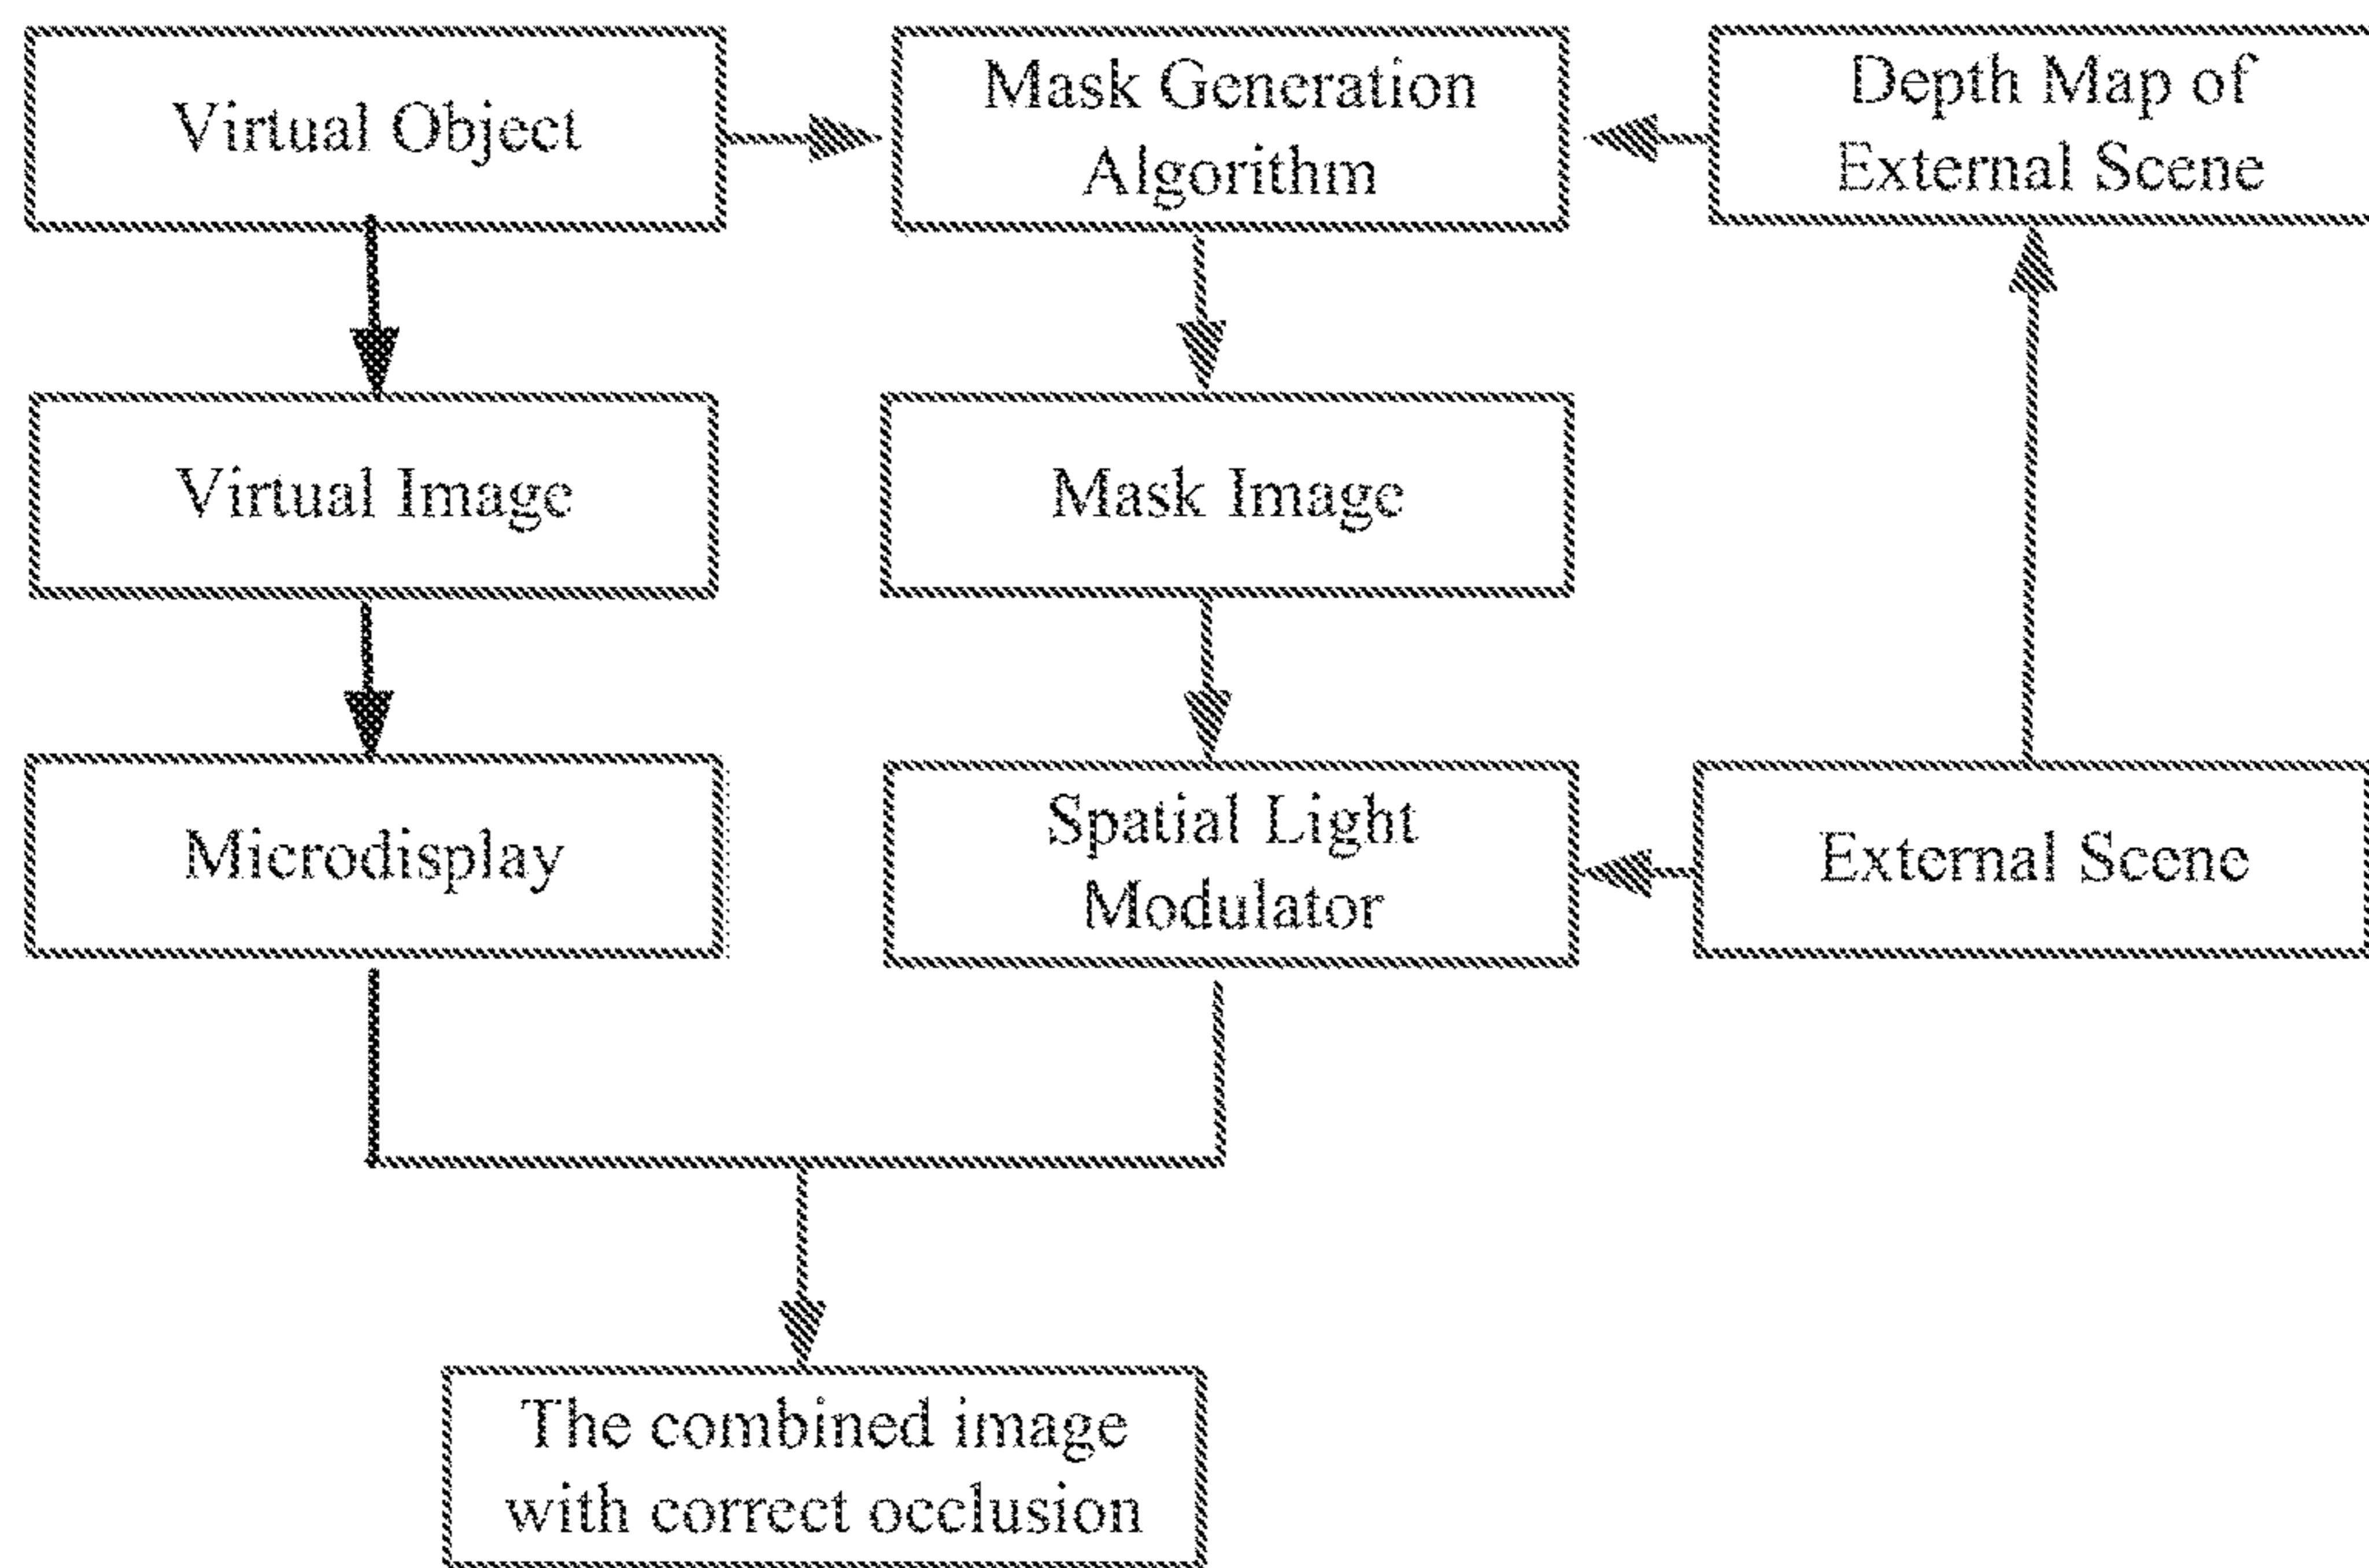 Virtual Object
Mask Generation
Algorithm
Depth Map of
External Scene
Virtual Image
Mask Image
Microdisplay
Spatial Light
Modulator
External Scene
The combined image
with correct occlusion